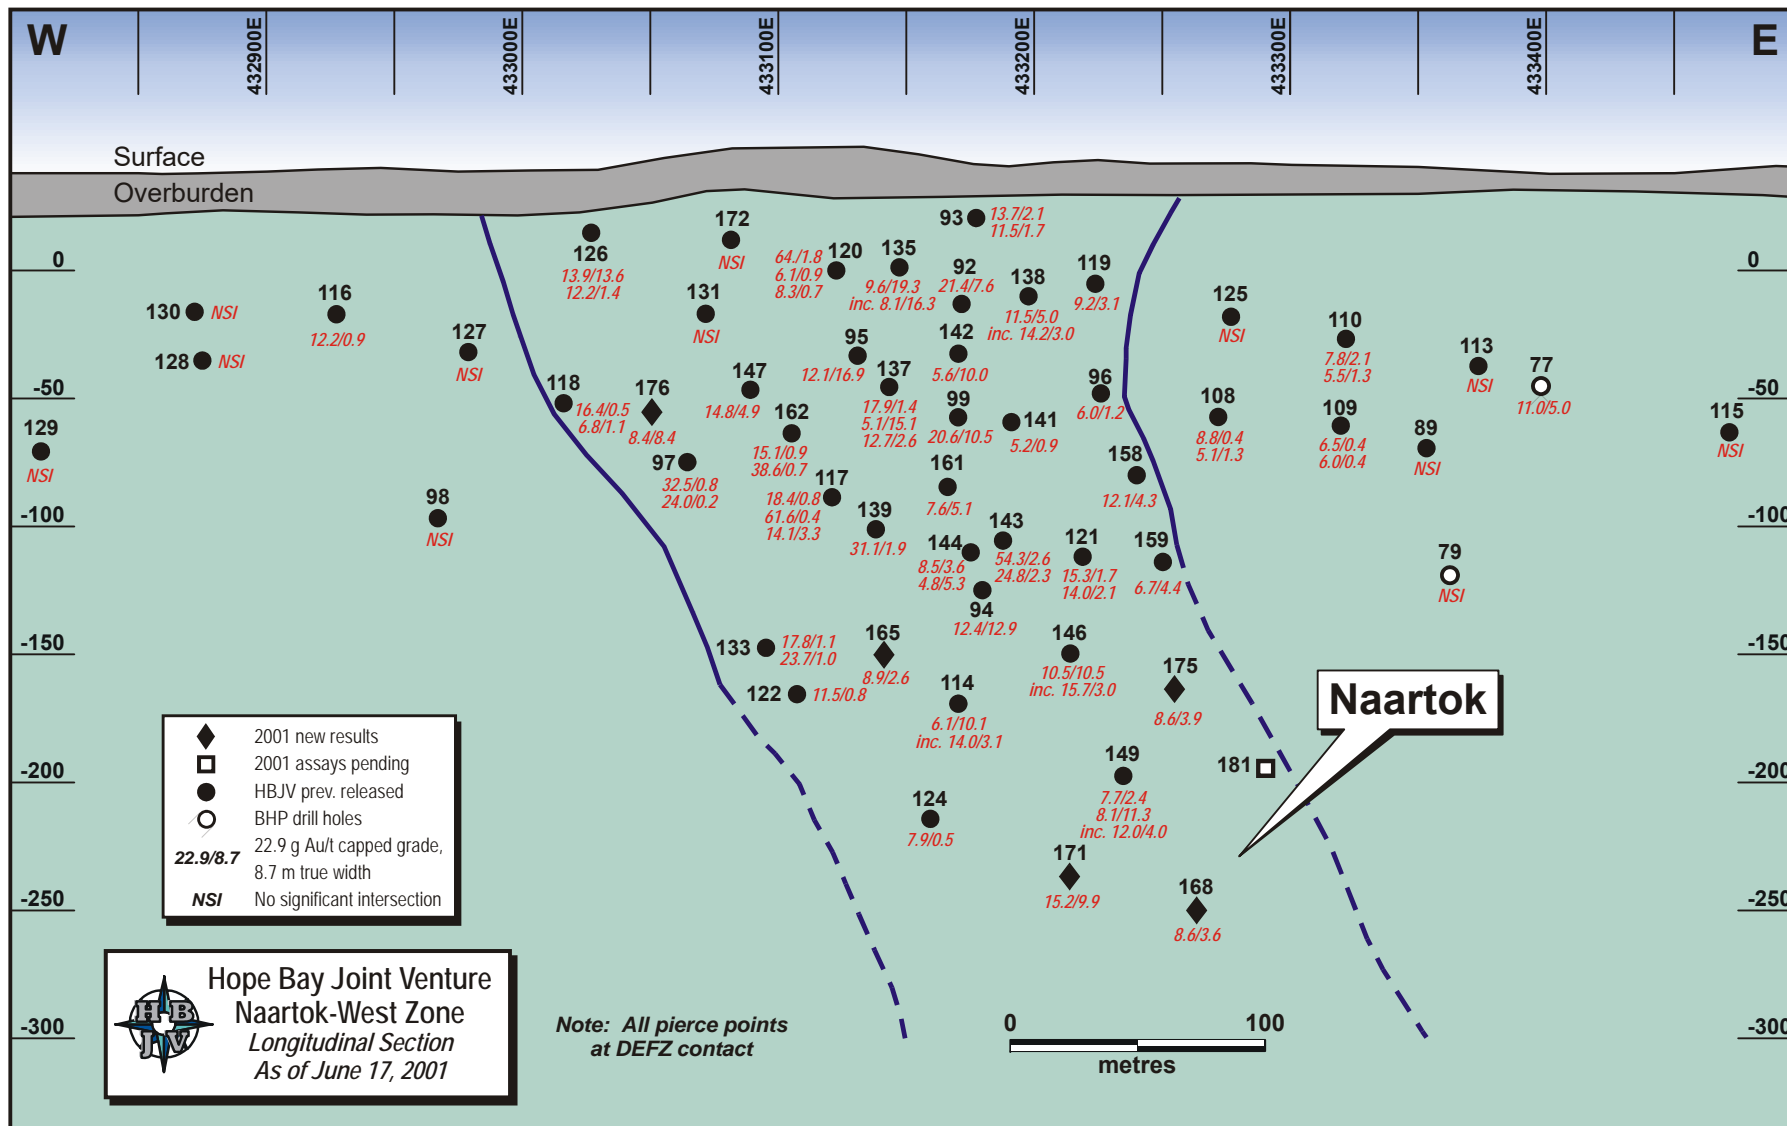 W
432900E
433000E
433100E
433200E
433300E
433400E
E
Surface
Overburden
0
-50
-100
-150
-200
-250
-300
0
-50
-100
-150
-200
-250
-300
130
NSI
128
NSI
129
NSI
116
12.2/0.9
127
NSI
98
NSI
126
13.9/13.6
12.2/1.4
172
NSI
131
NSI
118
16.4/0.5
6.8/1.1
176
8.4/8.4
97
32.5/0.8
24.0/0.2
147
14.8/4.9
162
15.1/0.9
38.6/0.7
120
64./1.8
6.1/0.9
8.3/0.7
135
9.6/19.3
inc. 8.1/16.3
93
13.7/2.1
11.5/1.7
92
21.4/7.6
138
11.5/5.0
inc. 14.2/3.0
119
9.2/3.1
95
12.1/16.9
137
17.9/1.4
5.1/15.1
12.7/2.6
142
5.6/10.0
99
20.6/10.5
141
5.2/0.9
96
6.0/1.2
117
18.4/0.8
61.6/0.4
14.1/3.3
139
31.1/1.9
161
7.6/5.1
158
12.1/4.3
144
8.5/3.6
4.8/5.3
143
54.3/2.6
24.8/2.3
121
15.3/1.7
14.0/2.1
159
6.7/4.4
94
12.4/12.9
133
17.8/1.1
23.7/1.0
122
11.5/0.8
165
8.9/2.6
114
6.1/10.1
inc. 14.0/3.1
146
10.5/10.5
inc. 15.7/3.0
175
8.6/3.9
149
7.7/2.4
8.1/11.3
inc. 12.0/4.0
181
124
7.9/0.5
171
15.2/9.9
168
8.6/3.6
125
NSI
110
7.8/2.1
5.5/1.3
113
NSI
77
11.0/5.0
108
8.8/0.4
5.1/1.3
109
6.5/0.4
6.0/0.4
89
NSI
115
NSI
79
NSI
Naartok
2001 new results
2001 assays pending
HBJV prev. released
BHP drill holes
22.9/8.7 22.9 g Au/t capped grade,
8.7 m true width
NSI No significant intersection
H B
J V
Hope Bay Joint Venture
Naartok-West Zone
Longitudinal Section
As of June 17, 2001
Note: All pierce points
at DEFZ contact
0 100
metres